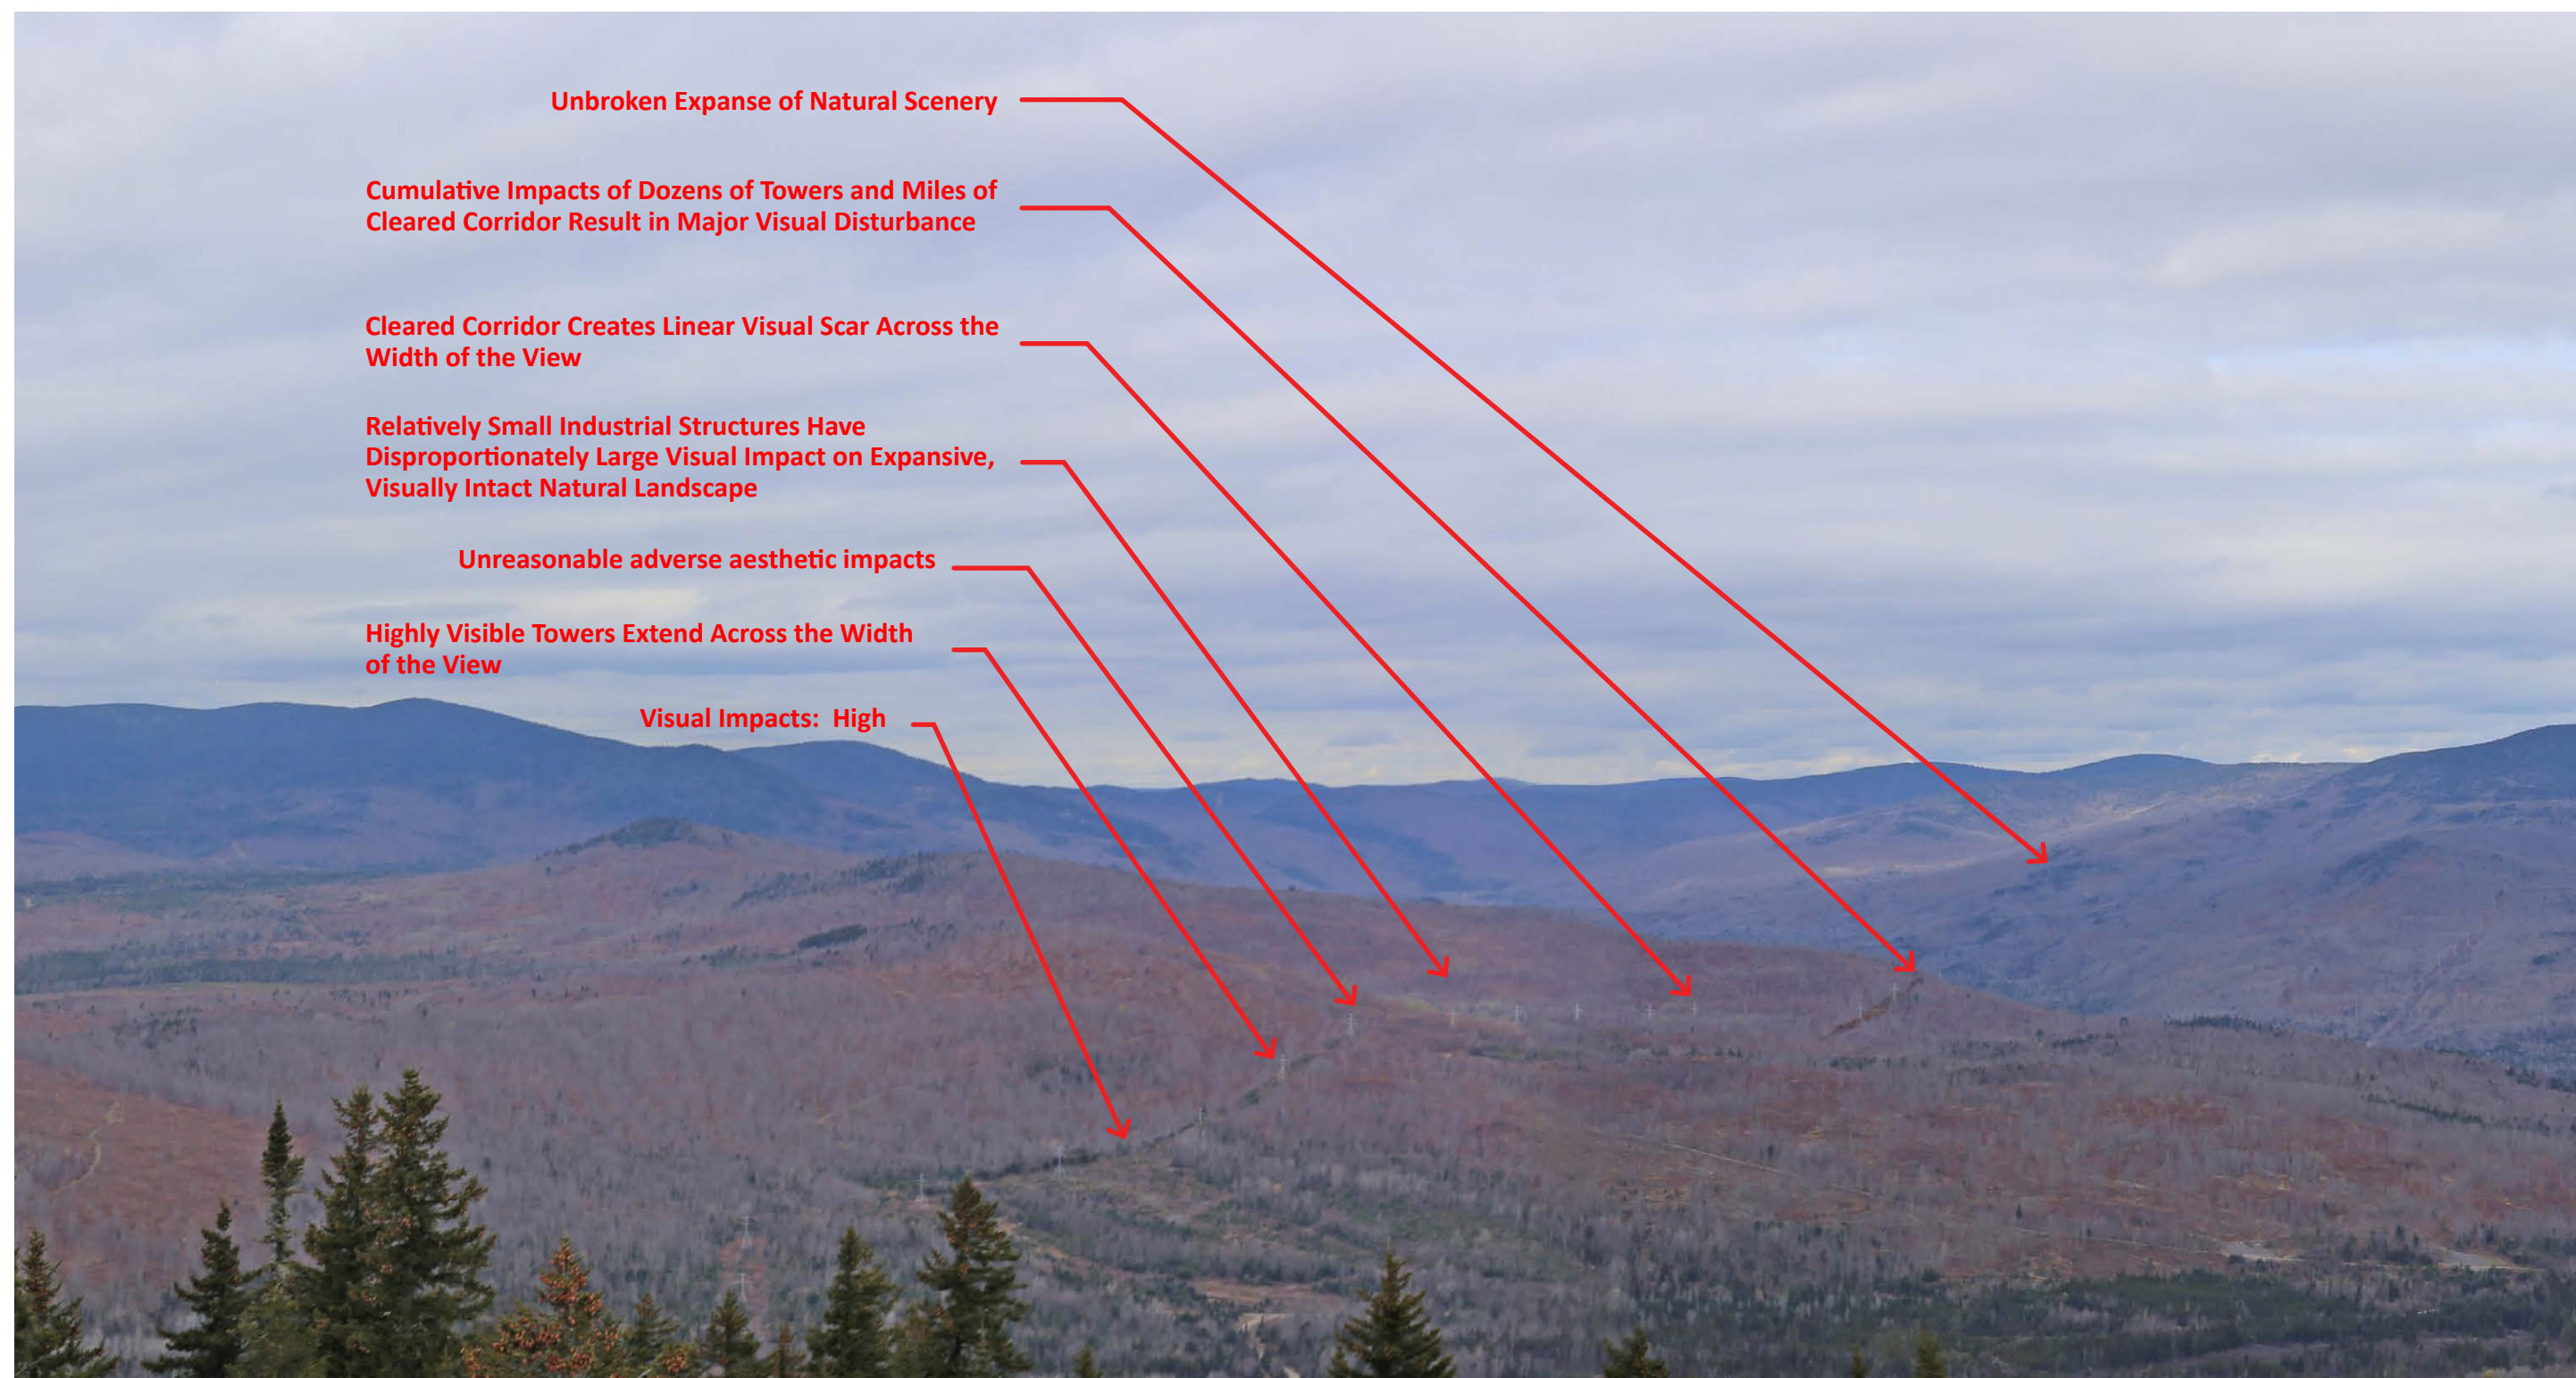 Unbroken Expanse of Natural Scenery
Cumulative Impacts of Dozens of Towers and Miles of
Cleared Corridor Result in Major Visual Disturbance
Cleared Corridor Creates Linear Visual Scar Across the
Width of the View
Relatively Small Industrial Structures Have
Disproportionately Large Visual Impact on Expansive,
Visually Intact Natural Landscape
Unreasonable adverse aesthetic impacts
Highly Visible Towers Extend Across the Width
of the View
Visual Impacts:  High